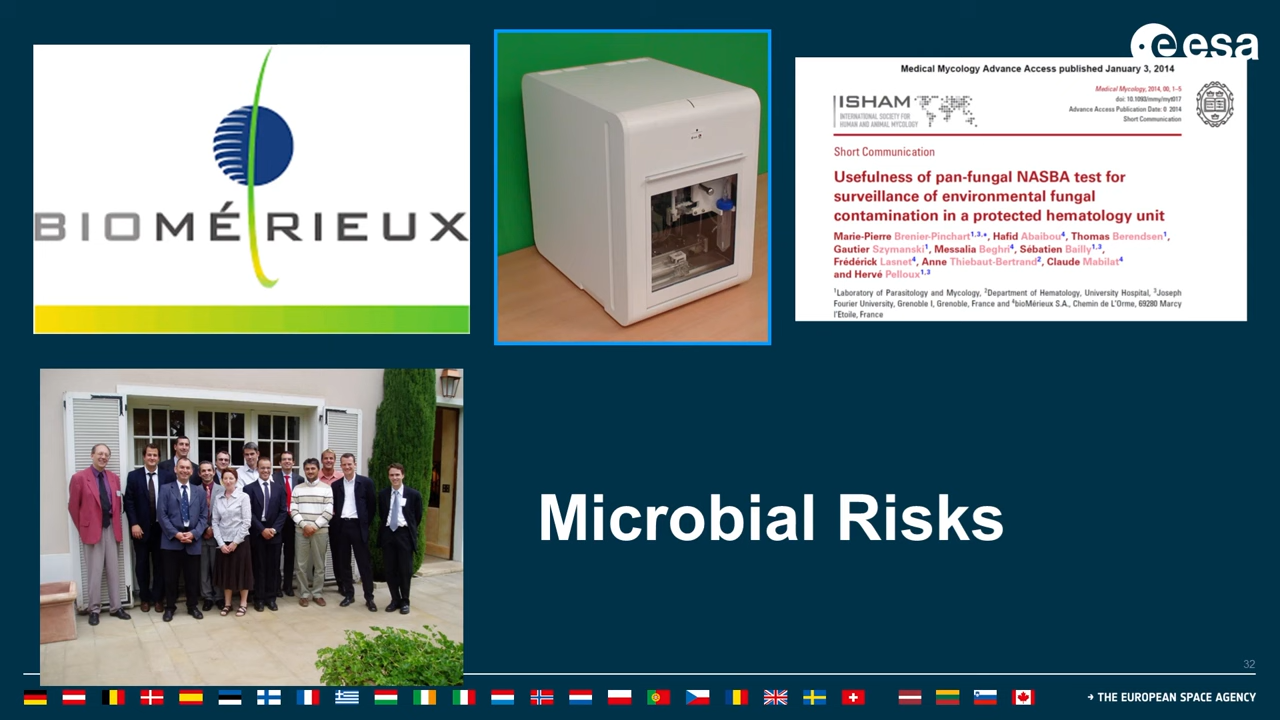 BIOMÉRIEUX
esa
Medical Mycology Advance Access published January 3, 2014
ISHAM
INTERNATIONAL SOCIETY FOR
HUMAN AND ANIMAL MYCOLOGY
Medical Mycology, 2014, 00, 1–5
doi: 10.1093/mmy/myt017
Advance Access Publication Date: 0 2014
Short Communication
Short Communication
Usefulness of pan-fungal NASBA test for
surveillance of environmental fungal
contamination in a protected hematology unit
Marie-Pierre Brenier-Pinchart1,3,*, Hafid Abaibou4, Thomas Berendsen1,
Gautier Szymanski1, Messalia Beghri4, Sébatien Bailly1,3,
Frédérick Lasnet4, Anne Thiebaut-Bertrand2, Claude Mabilat4
and Hervé Pelloux1,3
1Laboratory of Parasitology and Mycology, 2Department of Hematology, University Hospital, 3Joseph
Fourier University, Grenoble I, Grenoble, France and 4bioMérieux S.A., Chemin de L'Orme, 69280 Marcy
l'Etoile, France
Microbial Risks
32
→ THE EUROPEAN SPACE AGENCY